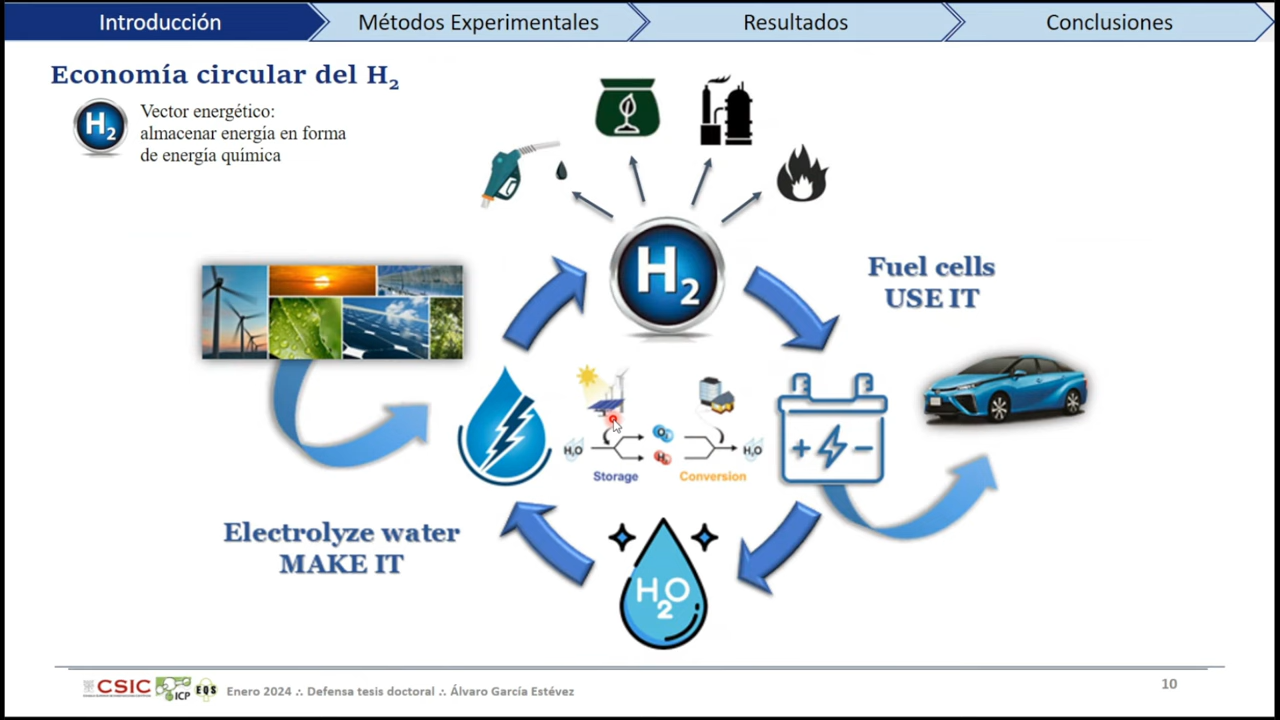 Introducción
Métodos Experimentales
Resultados
Conclusiones
Economía circular del H₂
H₂
Vector energético:
almacenar energía en forma
de energía química
H₂
Fuel cells
USE IT
H₂O
O₂
H₂
H₂O
Storage
Conversion
+ −
Electrolyze water
MAKE IT
H₂O
CSIC
ICP
EQS
Enero 2024 ∴ Defensa tesis doctoral ∴ Álvaro García Estévez
10